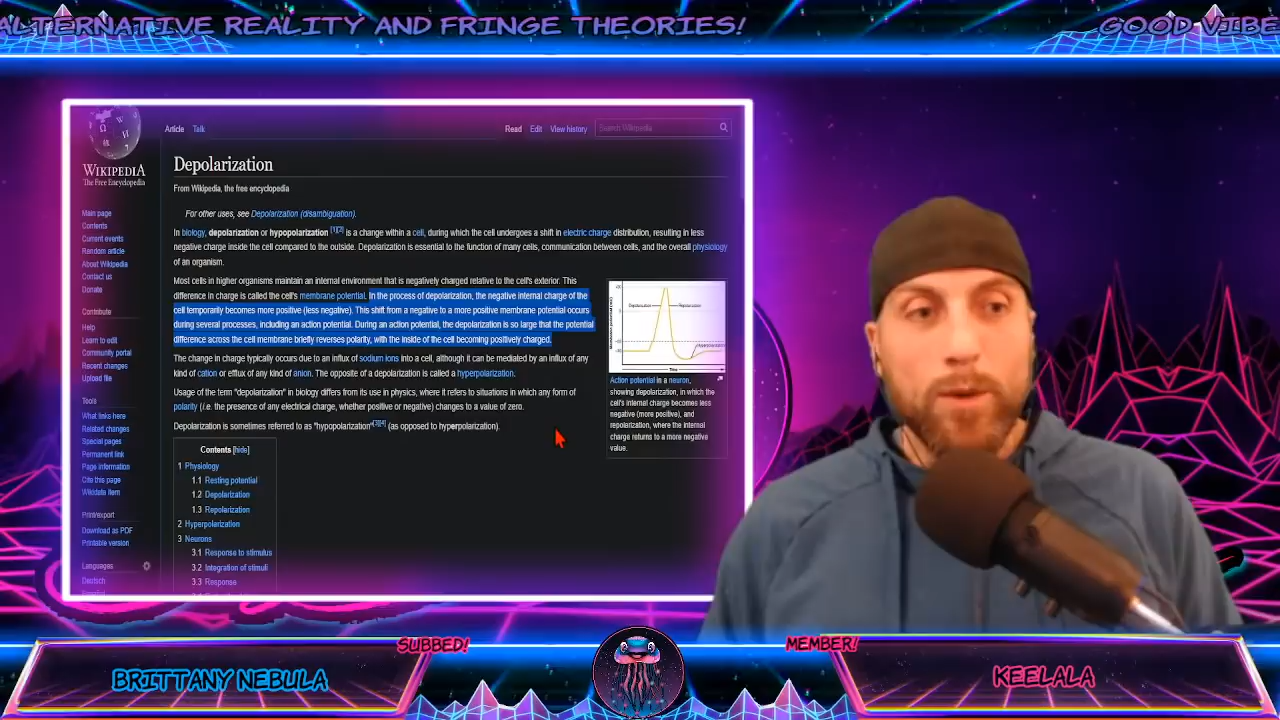 ALTERNATIVE REALITY AND FRINGE THEORIES!
GOOD VIBE
Article Talk
Read Edit View history
Search Wikipedia
WIKIPEDIA
The Free Encyclopedia
Depolarization
From Wikipedia, the free encyclopedia
For other uses, see Depolarization (disambiguation).
In biology, depolarization or hypopolarization [1][2] is a change within a cell, during which the cell undergoes a shift in electric charge distribution, resulting in less
negative charge inside the cell compared to the outside. Depolarization is essential to the function of many cells, communication between cells, and the overall physiology
of an organism.
Most cells in higher organisms maintain an internal environment that is negatively charged relative to the cell's exterior. This
difference in charge is called the cell's membrane potential. In the process of depolarization, the negative internal charge of the
cell temporarily becomes more positive (less negative). This shift from a negative to a more positive membrane potential occurs
during several processes, including an action potential. During an action potential, the depolarization is so large that the potential
difference across the cell membrane briefly reverses polarity, with the inside of the cell becoming positively charged.
The change in charge typically occurs due to an influx of sodium ions into a cell, although it can be mediated by an influx of any
kind of cation or efflux of any kind of anion. The opposite of a depolarization is called a hyperpolarization.
Usage of the term "depolarization" in biology differs from its use in physics, where it refers to situations in which any form of
polarity (i.e. the presence of any electrical charge, whether positive or negative) changes to a value of zero.
Depolarization is sometimes referred to as "hypopolarization"[3][4] (as opposed to hyperpolarization).
Depolarization
Repolarization
Hyperpolarization
Time
Action potential in a neuron,
showing depolarization, in which the
cell's internal charge becomes less
negative (more positive), and
repolarization, where the internal
charge returns to a more negative
value.
Contents [hide]
1 Physiology
1.1 Resting potential
1.2 Depolarization
1.3 Repolarization
2 Hyperpolarization
3 Neurons
3.1 Response to stimulus
3.2 Integration of stimuli
3.3 Response
Main page
Contents
Current events
Random article
About Wikipedia
Contact us
Donate
Contribute
Help
Learn to edit
Community portal
Recent changes
Upload file
Tools
What links here
Related changes
Special pages
Permanent link
Page information
Cite this page
Wikidata item
Print/export
Download as PDF
Printable version
Languages
Deutsch
SUBBED!
BRITTANY NEBULA
MEMBER!
KEELALA